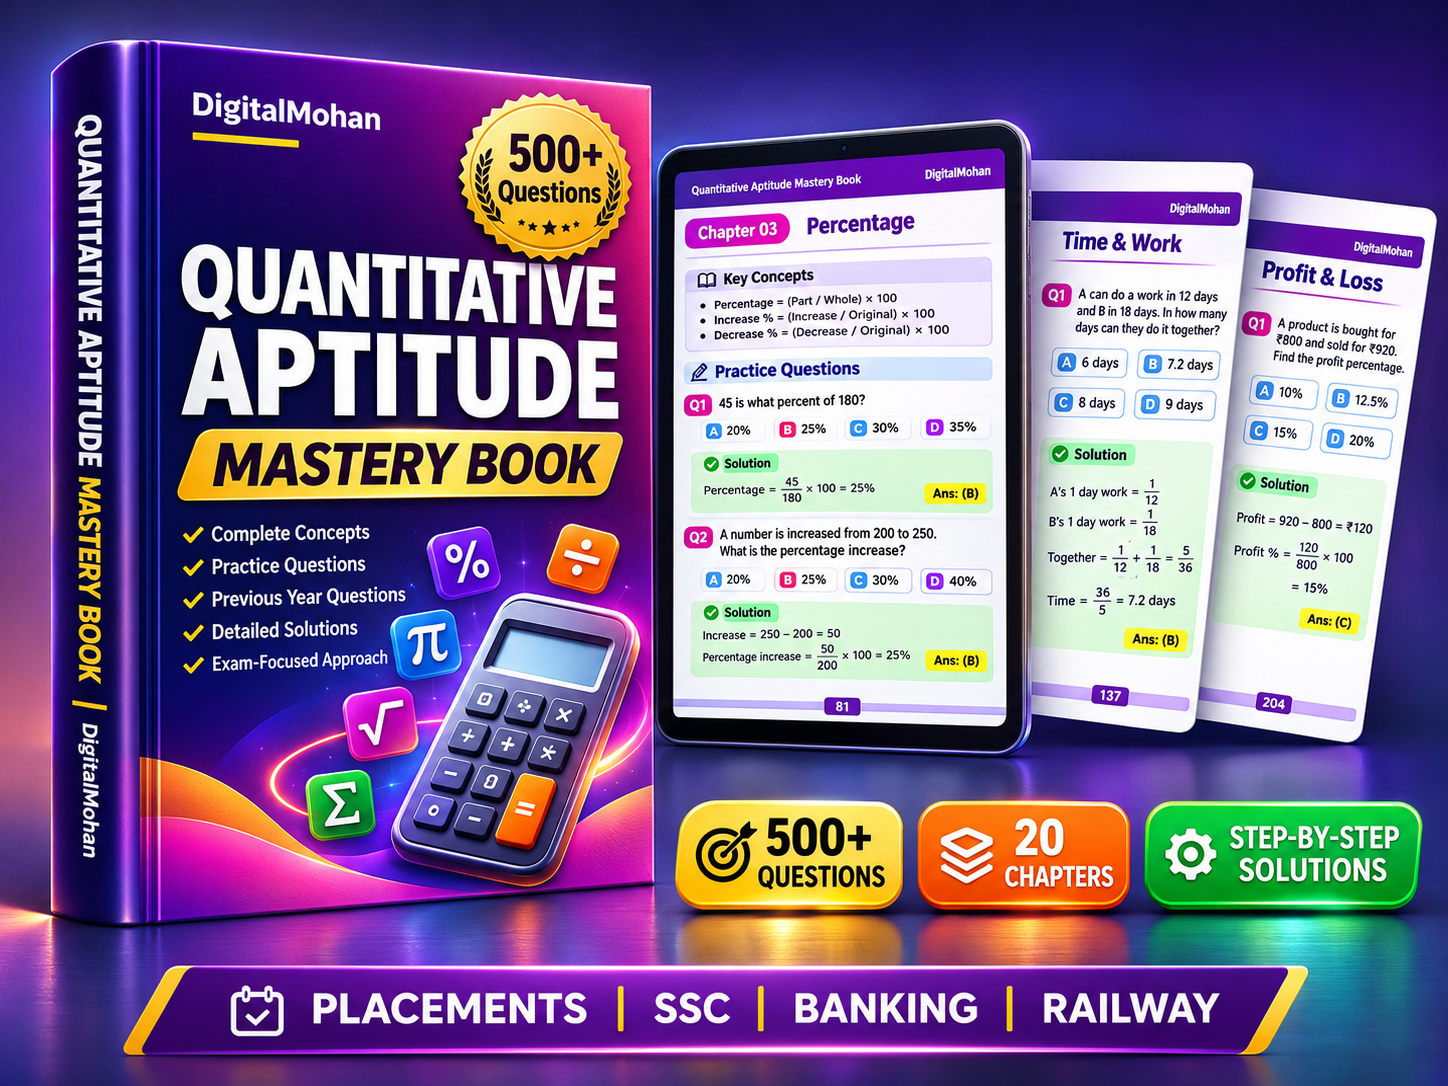 QUANTITATIVE APTITUDE MASTERY BOOK | DigitalMohan
DigitalMohan
500+
Questions
QUANTITATIVE
APTITUDE
MASTERY BOOK
Complete Concepts
Practice Questions
Previous Year Questions
Detailed Solutions
Exam-Focused Approach
%
÷
π
√
Σ
Quantitative Aptitude Mastery Book DigitalMohan
Chapter 03 Percentage
Key Concepts
• Percentage = (Part / Whole) × 100
• Increase % = (Increase / Original) × 100
• Decrease % = (Decrease / Original) × 100
Practice Questions
Q1 45 is what percent of 180?
A 20% B 25% C 30% D 35%
Solution
Percentage = 45/180 × 100 = 25%
Ans: (B)
Q2 A number is increased from 200 to 250.
What is the percentage increase?
A 20% B 25% C 30% D 40%
Solution
Increase = 250 – 200 = 50
Percentage increase = 50/200 × 100 = 25%
Ans: (B)
81
DigitalMohan
Time & Work
Q1 A can do a work in 12 days
and B in 18 days. In how many
days can they do it together?
A 6 days B 7.2 days
C 8 days D 9 days
Solution
A's 1 day work = 1/12
B's 1 day work = 1/18
Together = 1/12 + 1/18 = 5/36
Time = 36/5 = 7.2 days
Ans: (B)
137
DigitalMohan
Profit & Loss
Q1 A product is bought for
₹800 and sold for ₹920.
Find the profit percentage.
A 10% B 12.5%
C 15% D 20%
Solution
Profit = 920 – 800 = ₹120
Profit % = 120/800 × 100
= 15%
Ans: (C)
204
500+
QUESTIONS
20
CHAPTERS
STEP-BY-STEP
SOLUTIONS
PLACEMENTS | SSC | BANKING | RAILWAY